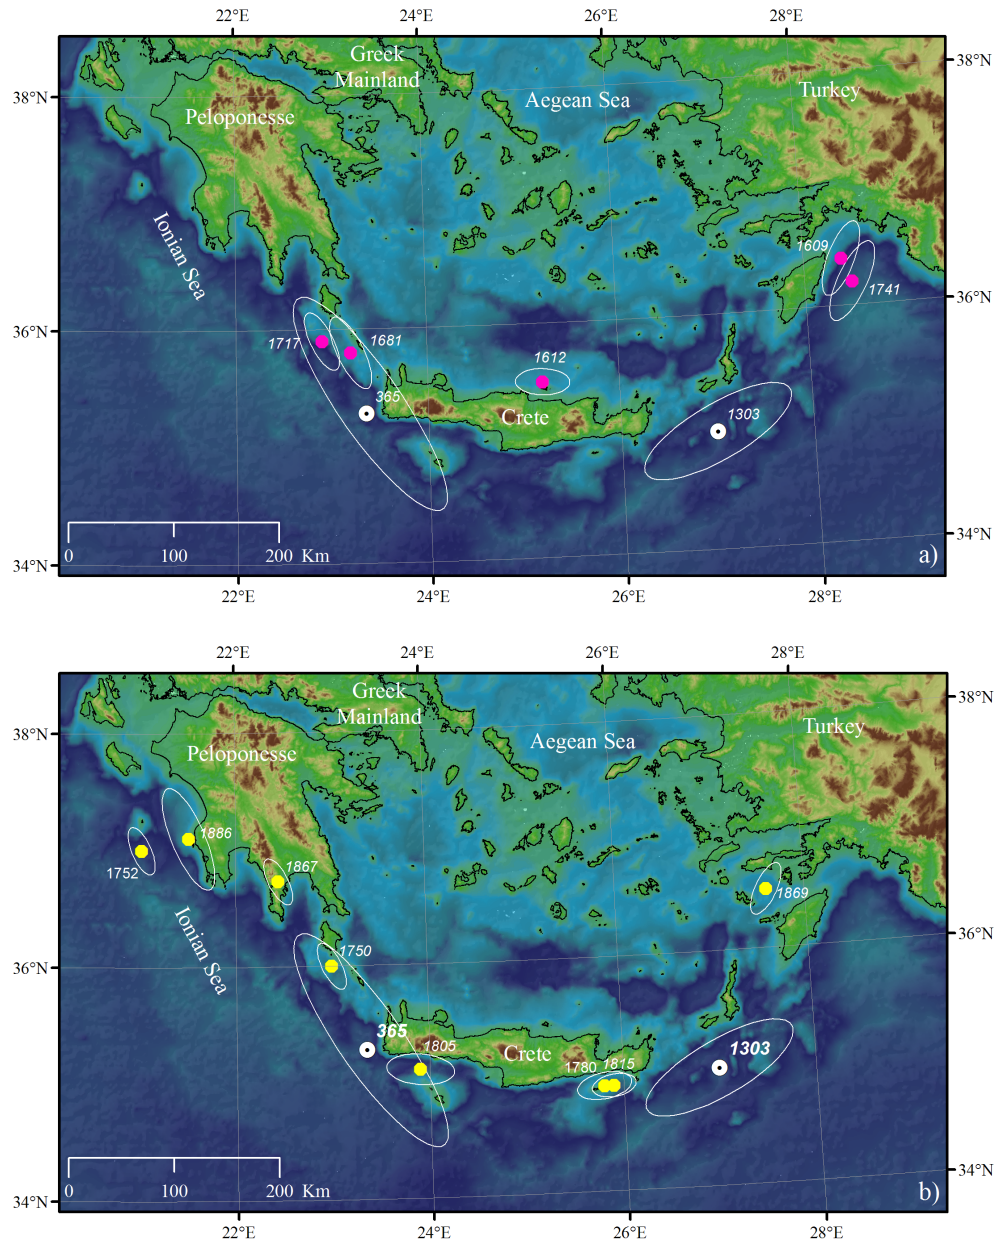 22°E 24°E 26°E 28°E
Greek
Mainland
38°N
Aegean Sea
Turkey
38°N
Peloponesse
Ionian Sea
1609
1741
36°N
36°N
1717
1681
1612
365
Crete
1303
0 100 200 Km
34°N
a)
34°N
22°E 24°E 26°E 28°E
22°E 24°E 26°E 28°E
Greek
Mainland
38°N
38°N
Aegean Sea
Turkey
Peloponesse
1886
1752
1867
1869
Ionian Sea
1750
36°N
36°N
365
1805
Crete
1780 1815
1303
0 100 200 Km
34°N
b)
34°N
22°E 24°E 26°E 28°E